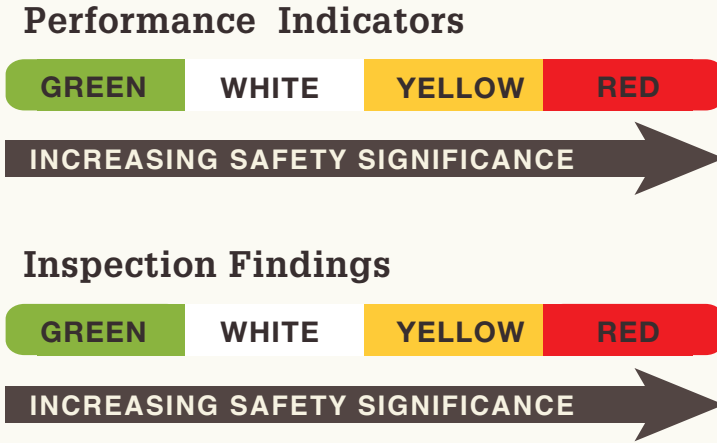 Performance Indicators
GREEN WHITE YELLOW RED
INCREASING SAFETY SIGNIFICANCE
Inspection Findings
GREEN WHITE YELLOW RED
INCREASING SAFETY SIGNIFICANCE